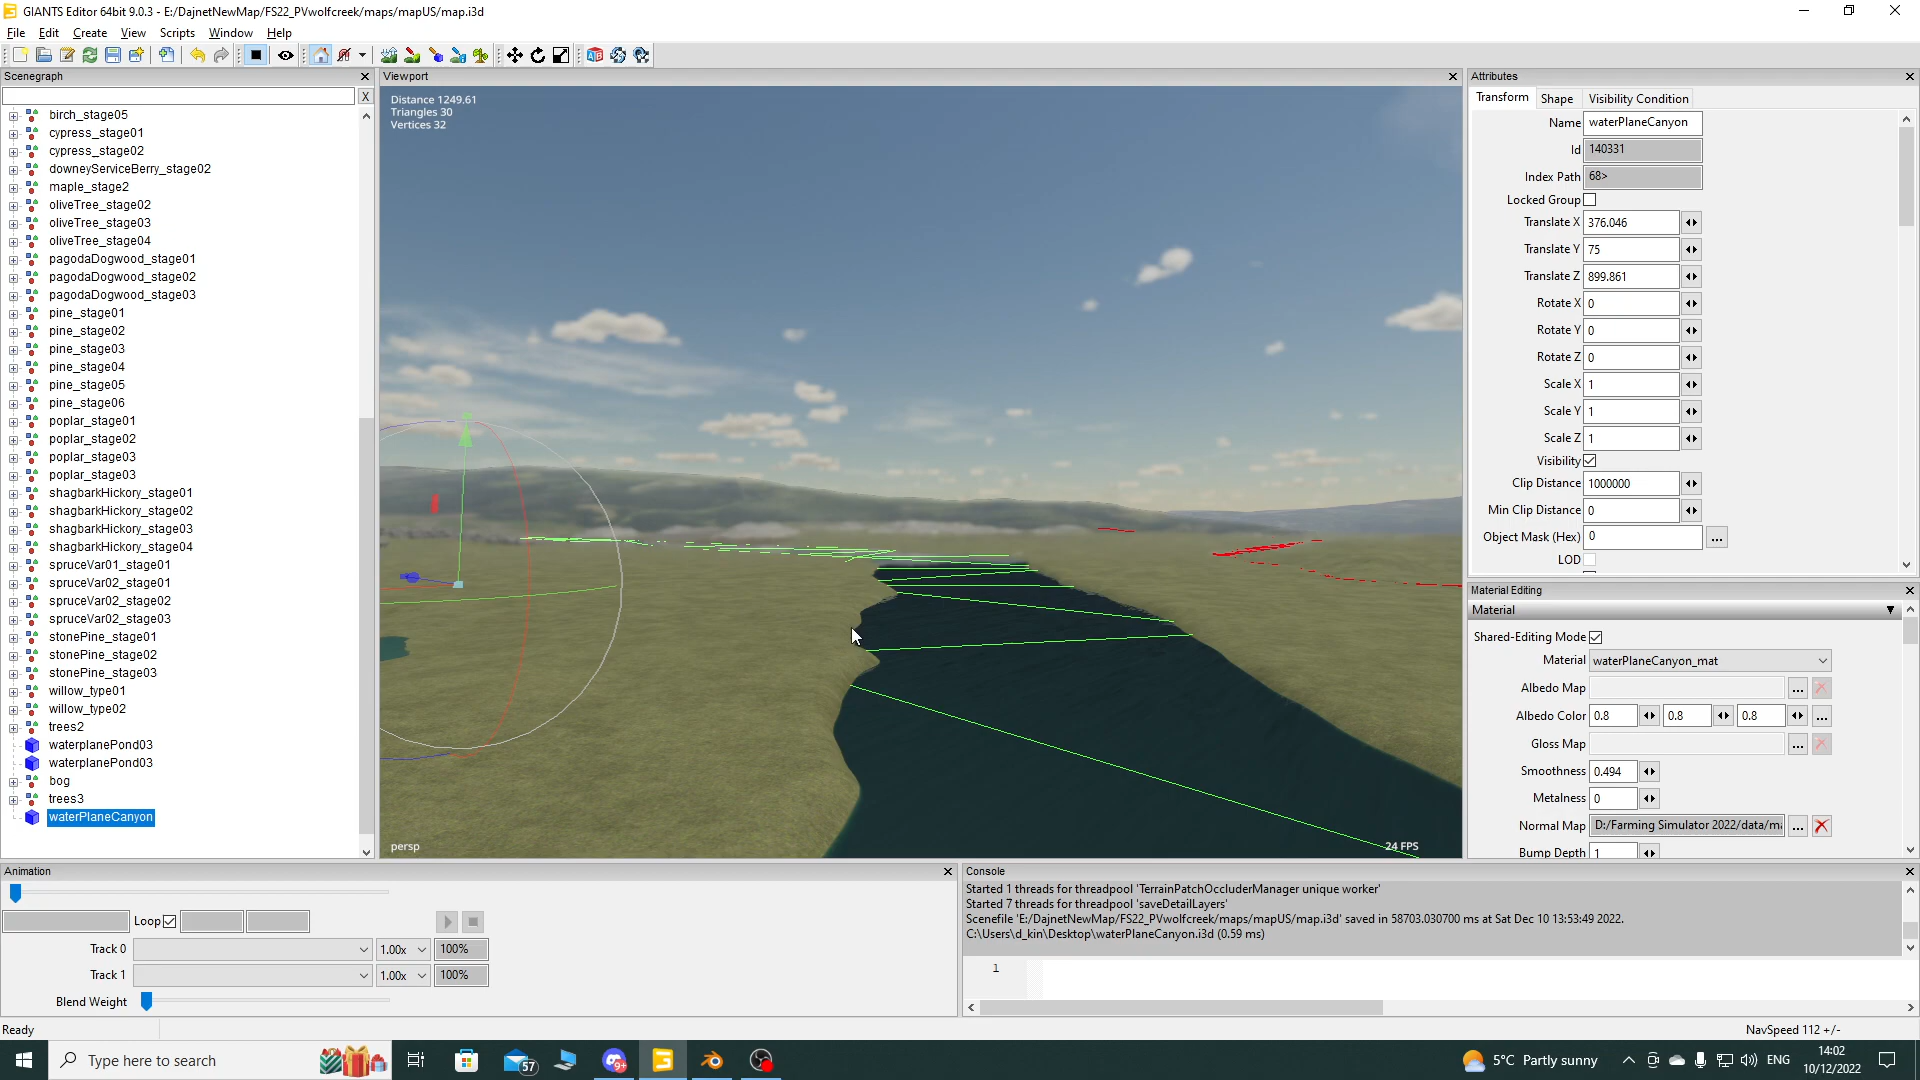 GIANTS Editor 64bit 9.0.3 - E:/DajnetNewMap/FS22_PVwolfcreek/maps/mapUS/map.i3d
File Edit Create View Scripts Window Help
Scenegraph
X
birch_stage05
cypress_stage01
cypress_stage02
downeyServiceBerry_stage02
maple_stage2
oliveTree_stage02
oliveTree_stage03
oliveTree_stage04
pagodaDogwood_stage01
pagodaDogwood_stage02
pagodaDogwood_stage03
pine_stage01
pine_stage02
pine_stage03
pine_stage04
pine_stage05
pine_stage06
poplar_stage01
poplar_stage02
poplar_stage03
poplar_stage03
shagbarkHickory_stage01
shagbarkHickory_stage02
shagbarkHickory_stage03
shagbarkHickory_stage04
spruceVar01_stage01
spruceVar02_stage01
spruceVar02_stage02
spruceVar02_stage03
stonePine_stage01
stonePine_stage02
stonePine_stage03
willow_type01
willow_type02
trees2
waterplanePond03
waterplanePond03
bog
trees3
waterPlaneCanyon
Viewport
Distance 1249.61
Triangles 30
Vertices 32
persp
24 FPS
Attributes
Transform Shape Visibility Condition
Name waterPlaneCanyon
Id 140331
Index Path 68>
Locked Group
Translate X 376.046
Translate Y 75
Translate Z 899.861
Rotate X 0
Rotate Y 0
Rotate Z 0
Scale X 1
Scale Y 1
Scale Z 1
Visibility
Clip Distance 1000000
Min Clip Distance 0
Object Mask (Hex) 0 ...
LOD
Material Editing
Material
Shared-Editing Mode
Material waterPlaneCanyon_mat
Albedo Map ...
Albedo Color 0.8 0.8 0.8 ...
Gloss Map ...
Smoothness 0.494
Metalness 0
Normal Map D:/Farming Simulator 2022/data/ma ...
Bump Depth 1
Animation
Loop
Track 0 1.00x 100%
Track 1 1.00x 100%
Blend Weight
Console
Started 1 threads for threadpool 'TerrainPatchOccluderManager unique worker'
Started 7 threads for threadpool 'saveDetailLayers'
Scenefile 'E:/DajnetNewMap/FS22_PVwolfcreek/maps/mapUS/map.i3d' saved in 58703.030700 ms at Sat Dec 10 13:53:49 2022.
C:\Users\d_kin\Desktop\waterPlaneCanyon.i3d (0.59 ms)
1
Ready
NavSpeed 112 +/-
Type here to search
57
9+
5°C Partly sunny
ENG
14:02
10/12/2022